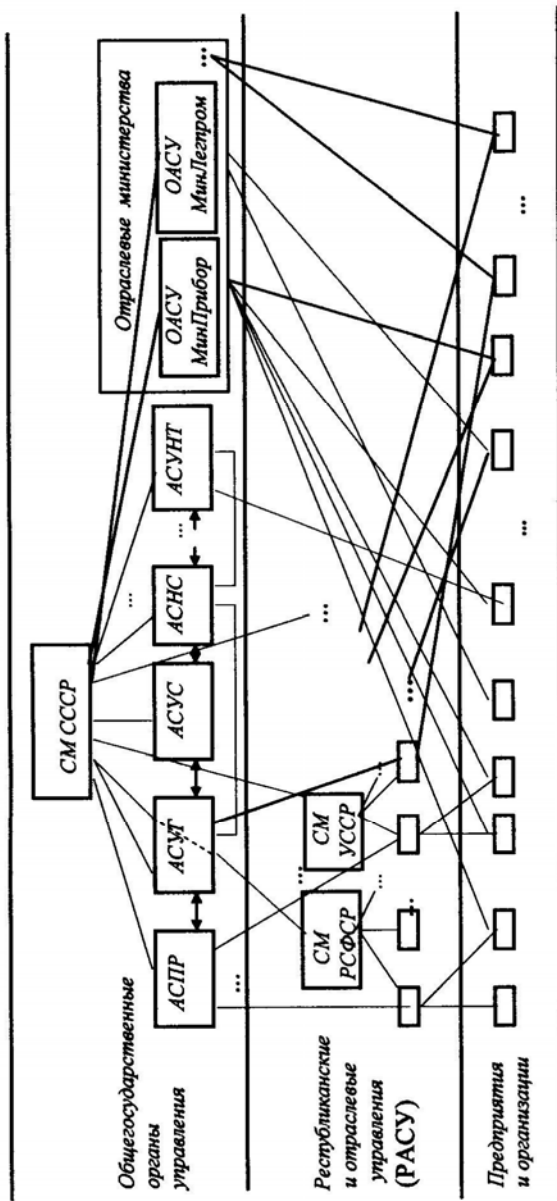 СМ СССР
Общегосударственные
органы
управления
АСПР
АСУГ
АСУС
АСНС
АСУНТ
Отраслевые министерства
ОАСУ
МинПрибор
ОАСУ
МинЛегпром
...
...
...
...
Республиканские
и отраслевые
управления
(РАСУ)
СМ
РСФСР
...
СМ
УССР
...
...
...
...
...
Предприятия
и организации
...
...